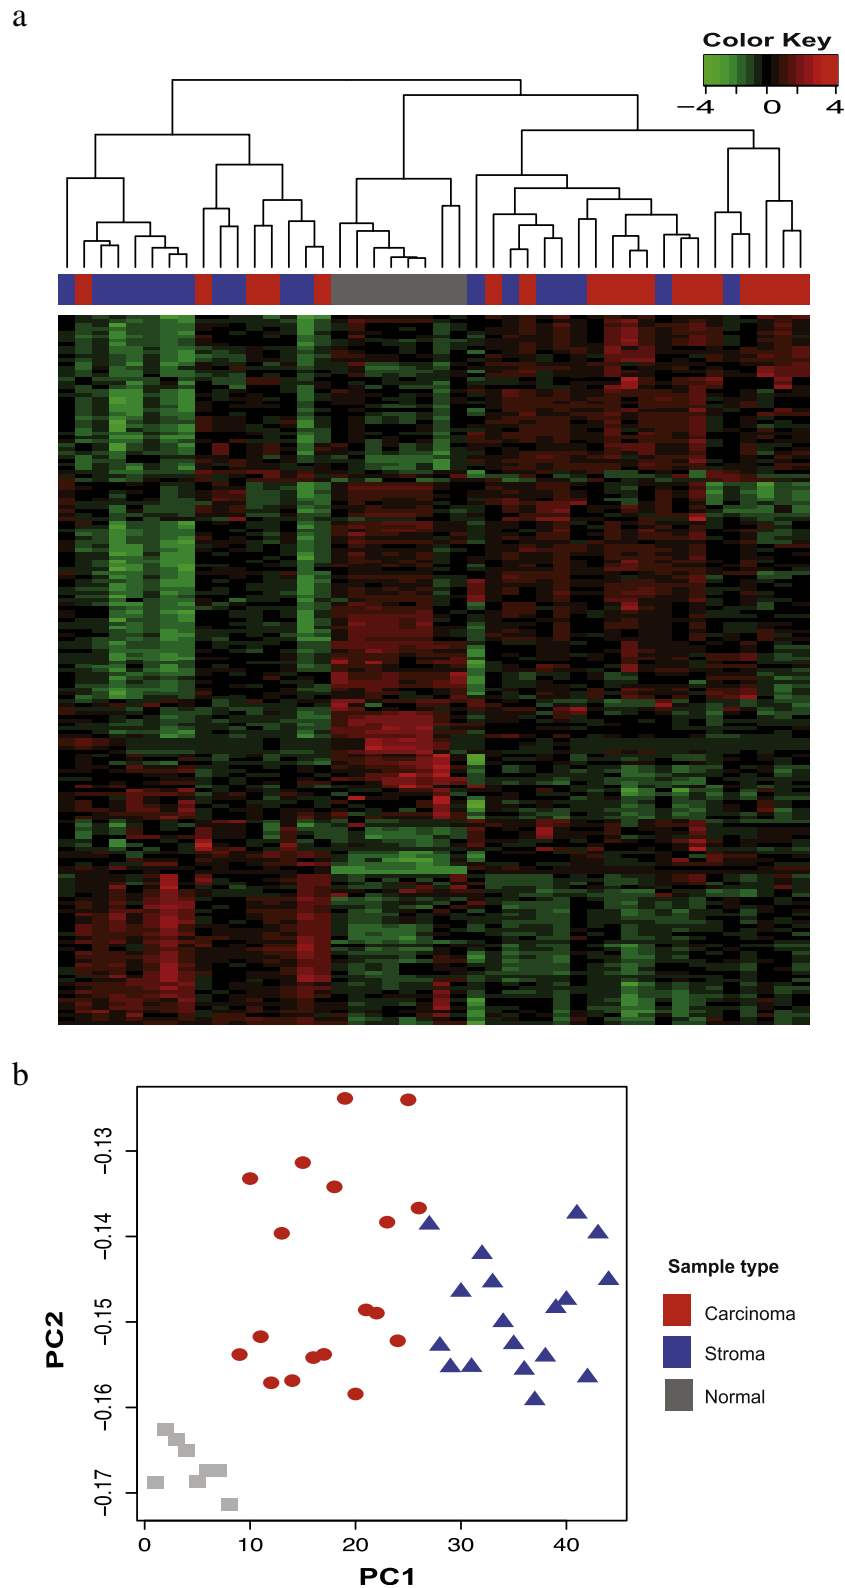 a
Color Key
−4 0 4
b
−0.13
−0.14
−0.15
−0.16
−0.17
PC2
0 10 20 30 40
PC1
Sample type
Carcinoma
Stroma
Normal